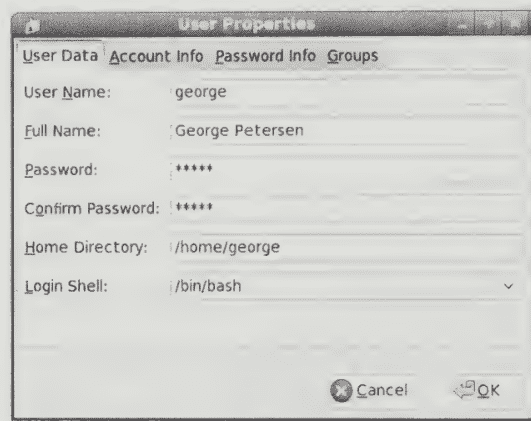 User Properties
User Data Account Info Password Info Groups
User Name: george
Full Name: George Petersen
Password: *****
Confirm Password: *****
Home Directory: /home/george
Login Shell: /bin/bash
Cancel OK